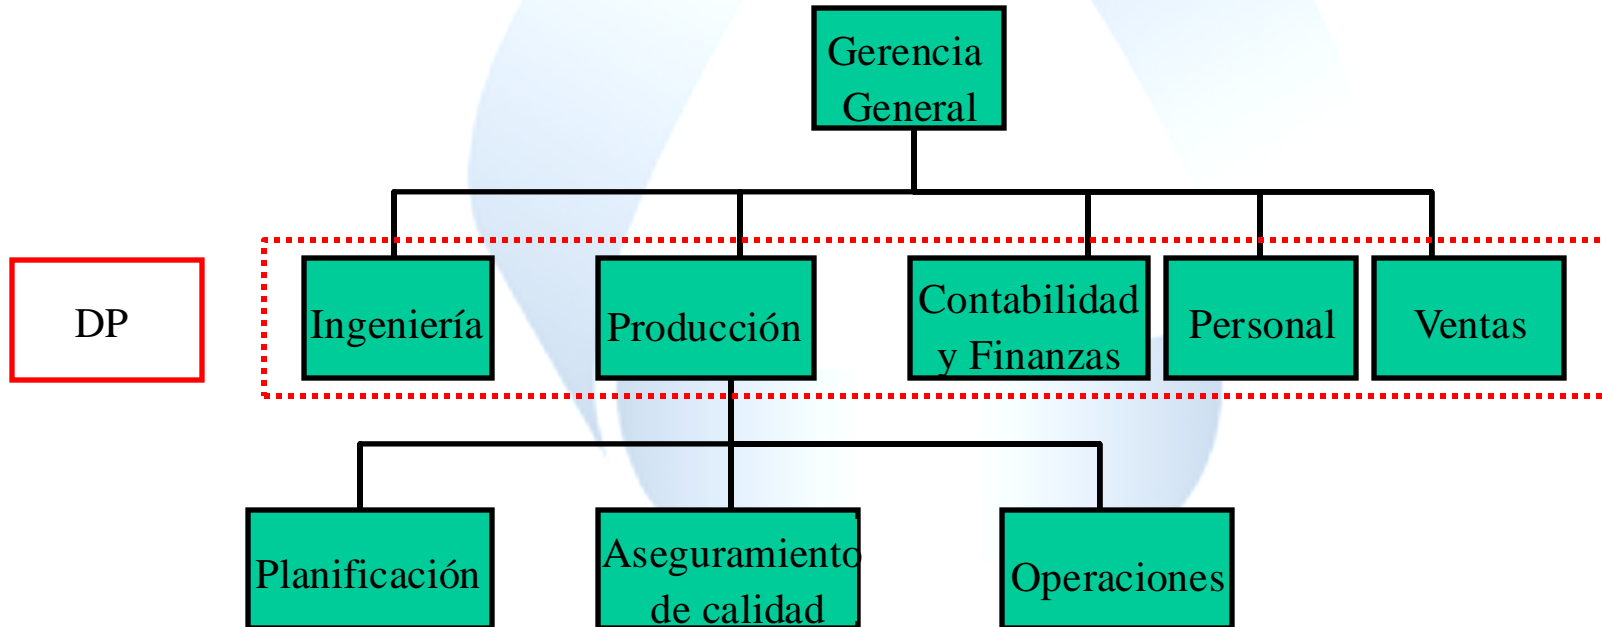 Gerencia
General
DP
Ingeniería
Producción
Contabilidad
y Finanzas
Personal
Ventas
Planificación
Aseguramiento
de calidad
Operaciones